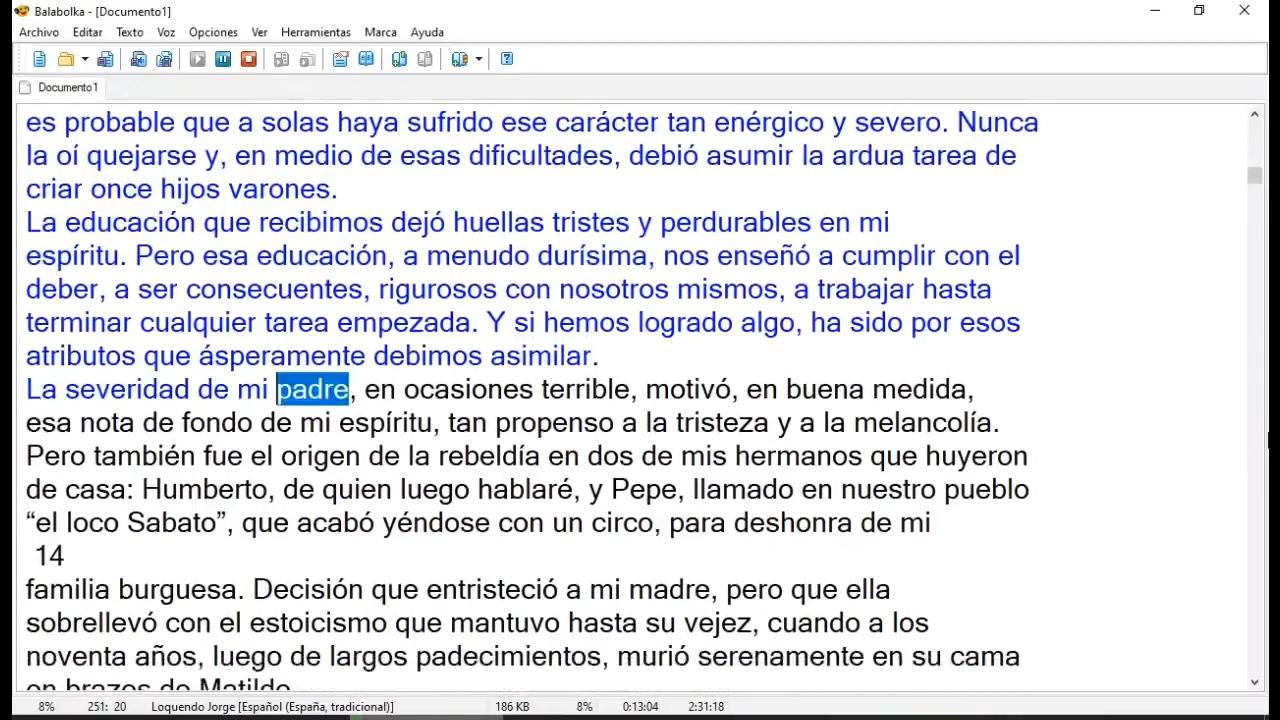 Balabolka - [Documento1]
Archivo Editar Texto Voz Opciones Ver Herramientas Marca Ayuda
Documento1
es probable que a solas haya sufrido ese carácter tan enérgico y severo. Nunca
la oí quejarse y, en medio de esas dificultades, debió asumir la ardua tarea de
criar once hijos varones.
La educación que recibimos dejó huellas tristes y perdurables en mi
espíritu. Pero esa educación, a menudo durísima, nos enseñó a cumplir con el
deber, a ser consecuentes, rigurosos con nosotros mismos, a trabajar hasta
terminar cualquier tarea empezada. Y si hemos logrado algo, ha sido por esos
atributos que ásperamente debimos asimilar.
La severidad de mi padre, en ocasiones terrible, motivó, en buena medida,
esa nota de fondo de mi espíritu, tan propenso a la tristeza y a la melancolía.
Pero también fue el origen de la rebeldía en dos de mis hermanos que huyeron
de casa: Humberto, de quien luego hablaré, y Pepe, llamado en nuestro pueblo
“el loco Sabato”, que acabó yéndose con un circo, para deshonra de mi
14
familia burguesa. Decisión que entristeció a mi madre, pero que ella
sobrellevó con el estoicismo que mantuvo hasta su vejez, cuando a los
noventa años, luego de largos padecimientos, murió serenamente en su cama
en brazos de Matilde
8% 251: 20 Loquendo Jorge [Español (España, tradicional)] 186 KB 8% 0:13:04 2:31:18